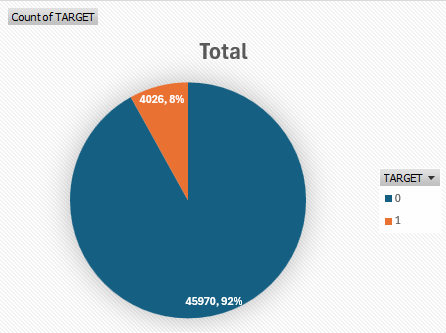 Count of TARGET
Total
4026, 8%
TARGET
0
1
45970, 92%